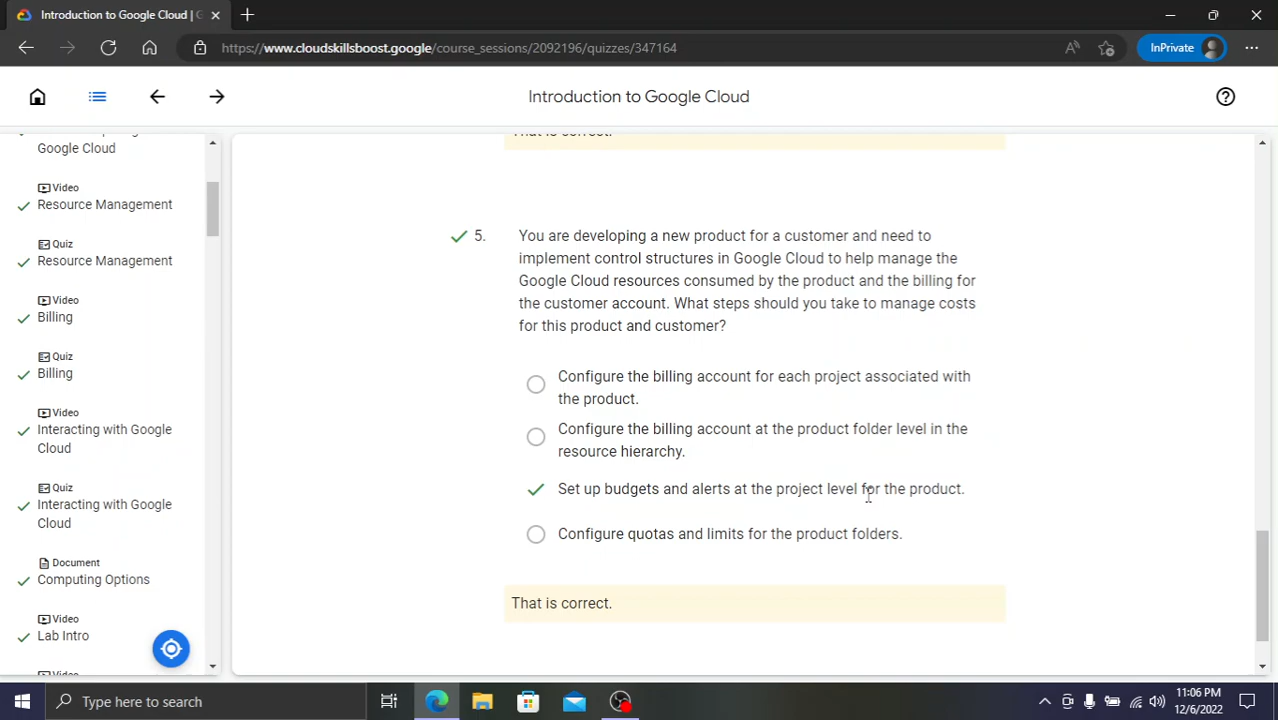 Introduction to Google Cloud | G
https://www.cloudskillsboost.google/course_sessions/2092196/quizzes/347164
InPrivate
Introduction to Google Cloud
Google Cloud
Video
Resource Management
Quiz
Resource Management
Video
Billing
Quiz
Billing
Video
Interacting with Google
Cloud
Quiz
Interacting with Google
Cloud
Document
Computing Options
Video
Lab Intro
Video
That is correct.
5.
You are developing a new product for a customer and need to
implement control structures in Google Cloud to help manage the
Google Cloud resources consumed by the product and the billing for
the customer account. What steps should you take to manage costs
for this product and customer?
Configure the billing account for each project associated with
the product.
Configure the billing account at the product folder level in the
resource hierarchy.
Set up budgets and alerts at the project level for the product.
Configure quotas and limits for the product folders.
That is correct.
Type here to search
11:06 PM
12/6/2022